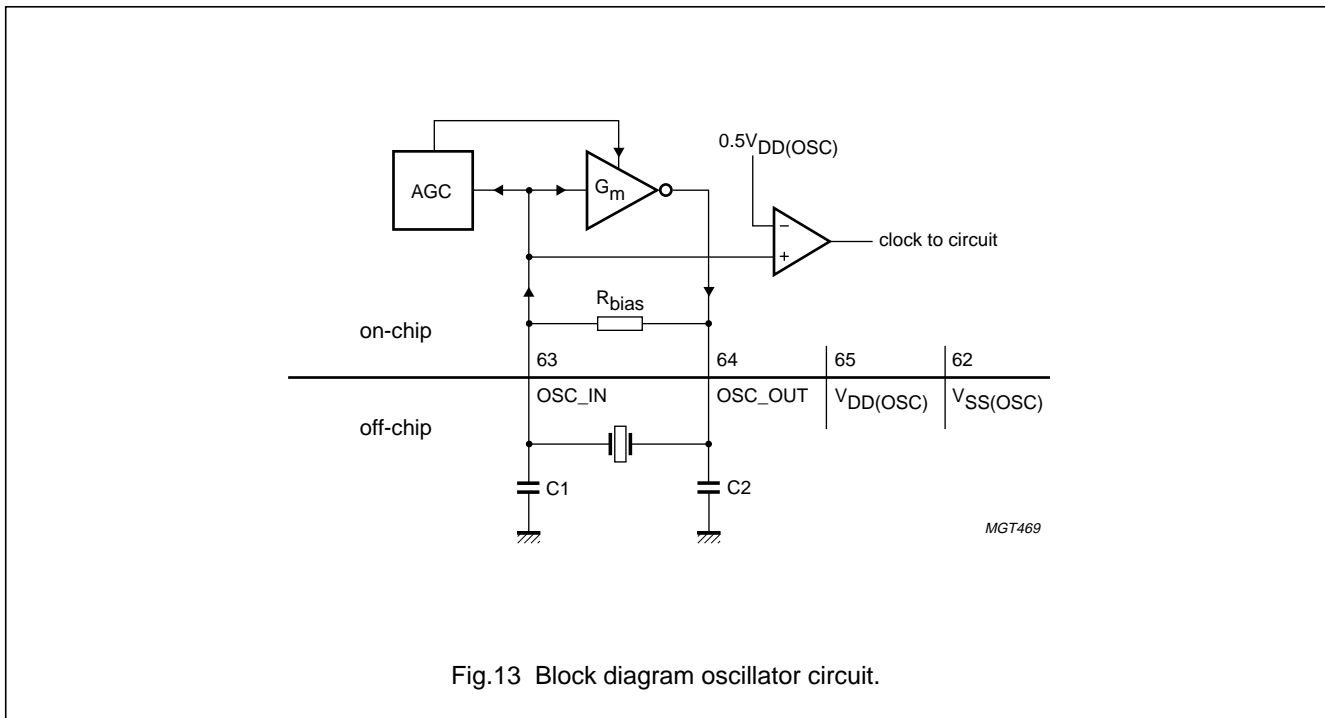 0.5VDD(OSC)
AGC
Gm
−
+
clock to circuit
Rbias
on-chip
63
64
65
62
OSC_IN
OSC_OUT
VDD(OSC)
VSS(OSC)
off-chip
C1
C2
MGT469
Fig.13 Block diagram oscillator circuit.